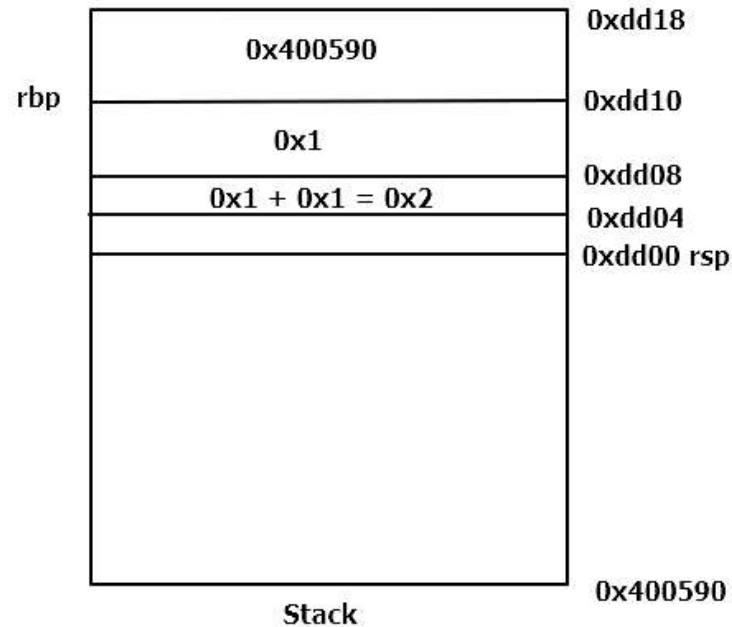 0xdd18
0x400590
rbp
0xdd10
0x1
0xdd08
0x1 + 0x1 = 0x2
0xdd04
0xdd00 rsp
0x400590
Stack